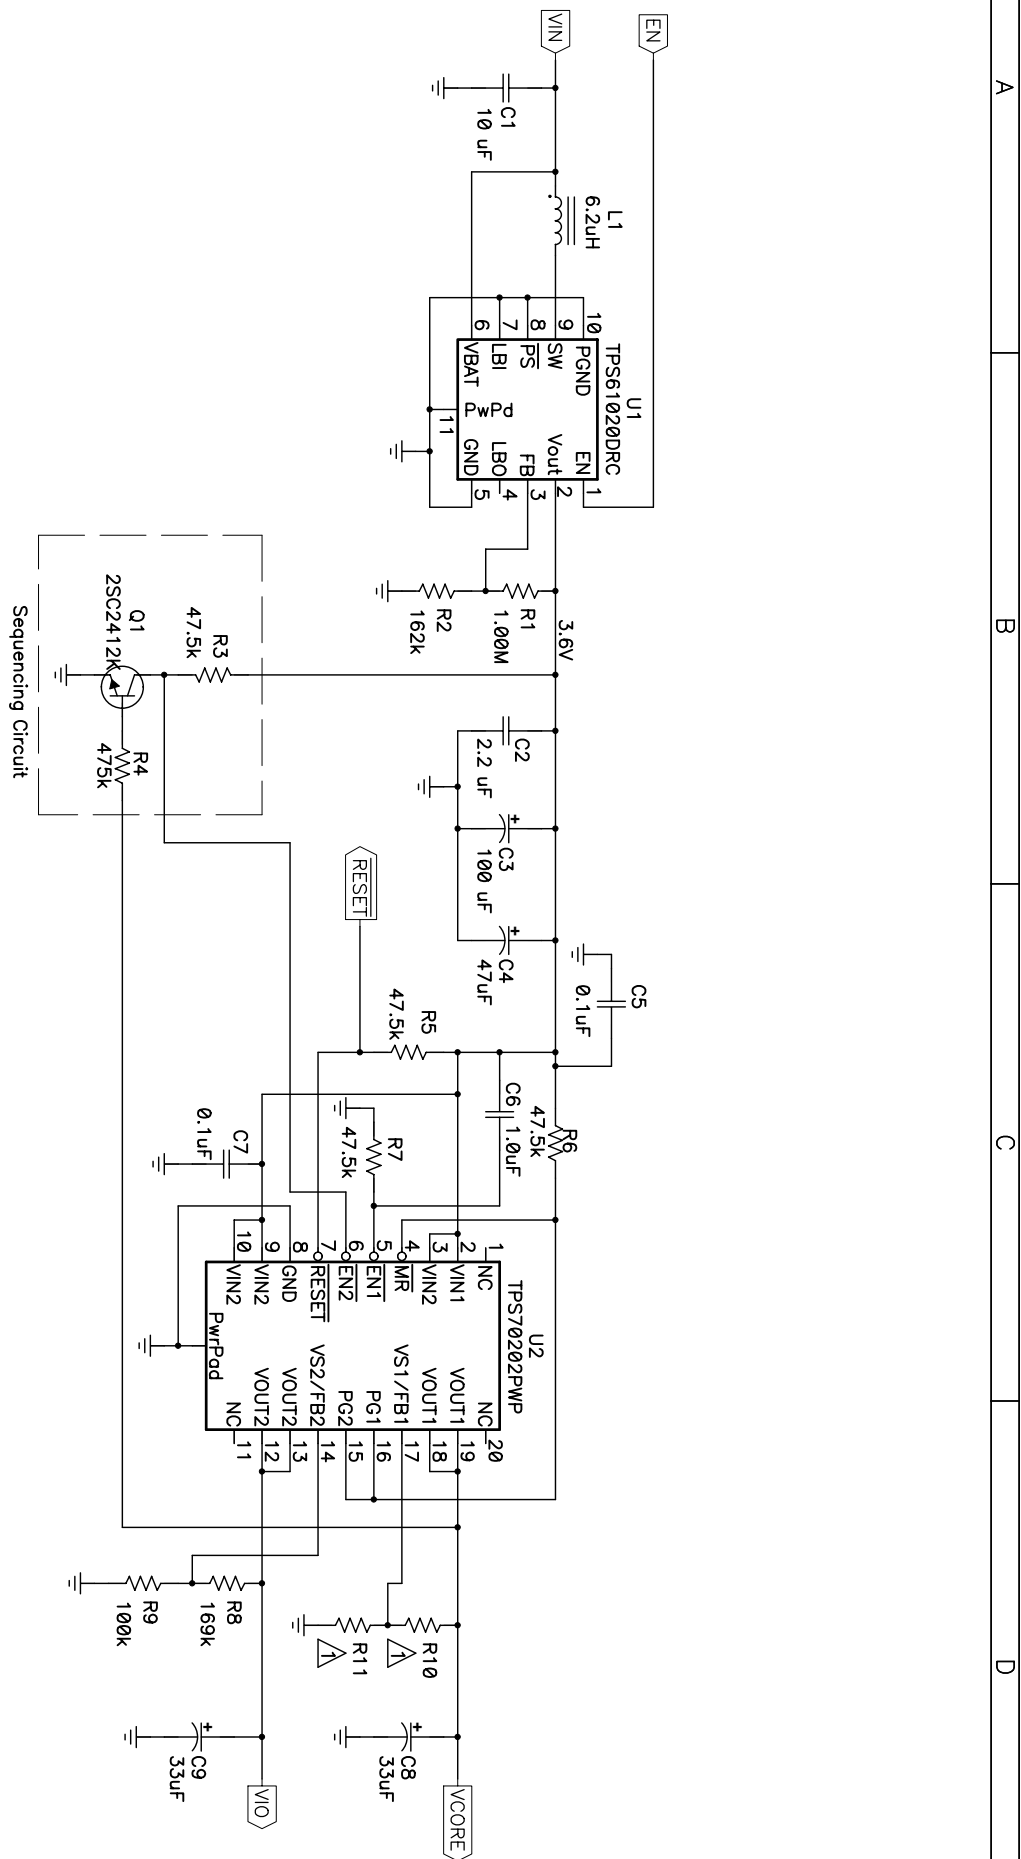 A
B
C
D
EN
VIN
C1
10 uF
L1
6.2uH
U1
TPS61020DRC
10
PGND
9
SW
8
PS
7
LBI
6
VBAT
PwPd
11
EN
1
Vout
2
FB
3
LBO
4
GND
5
R1
1.00M
R2
162k
3.6V
R3
47.5k
Q1
2SC2412K
R4
475k
Sequencing Circuit
C2
2.2 uF
C3
100 uF
C4
47uF
C5
0.1uF
RESET
R5
47.5k
C6
1.0uF
R6
47.5k
R7
47.5k
C7
0.1uF
U2
TPS70202PWP
1
NC
2
VIN1
3
VIN2
4
MR
5
EN1
6
EN2
7
RESET
8
GND
9
VIN2
10
VIN2
PwrPad
NC
20
VOUT1
19
VOUT1
18
VS1/FB1
17
PG1
16
PG2
15
VS2/FB2
14
VOUT2
13
VOUT2
12
NC
11
R8
169k
R9
100k
R10
1
R11
1
C8
33uF
C9
33uF
VCORE
VIO